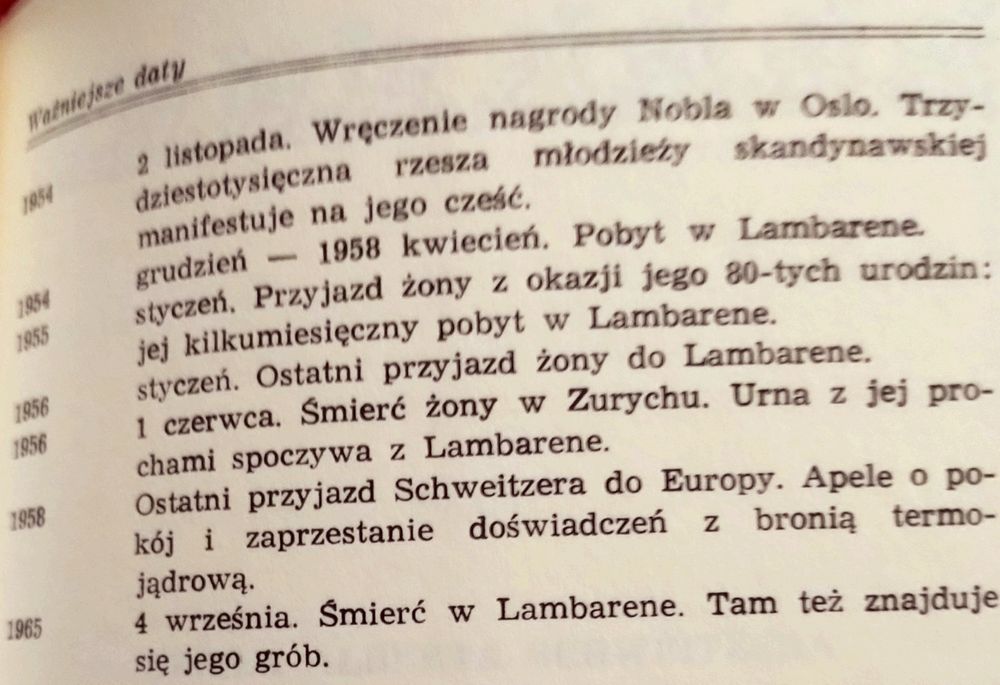 Ważniejsze daty
1954 2 listopada. Wręczenie nagrody Nobla w Oslo. Trzy-
dziestotysięczna rzesza młodzieży skandynawskiej
manifestuje na jego cześć.
1954 grudzień — 1958 kwiecień. Pobyt w Lambarene.
1955 styczeń. Przyjazd żony z okazji jego 80-tych urodzin:
jej kilkumiesięczny pobyt w Lambarene.
1956 styczeń. Ostatni przyjazd żony do Lambarene.
1956 1 czerwca. Śmierć żony w Zurychu. Urna z jej pro-
chami spoczywa z Lambarene.
1958 Ostatni przyjazd Schweitzera do Europy. Apele o po-
kój i zaprzestanie doświadczeń z bronią termo-
jądrową.
1965 4 września. Śmierć w Lambarene. Tam też znajduje
się jego grób.